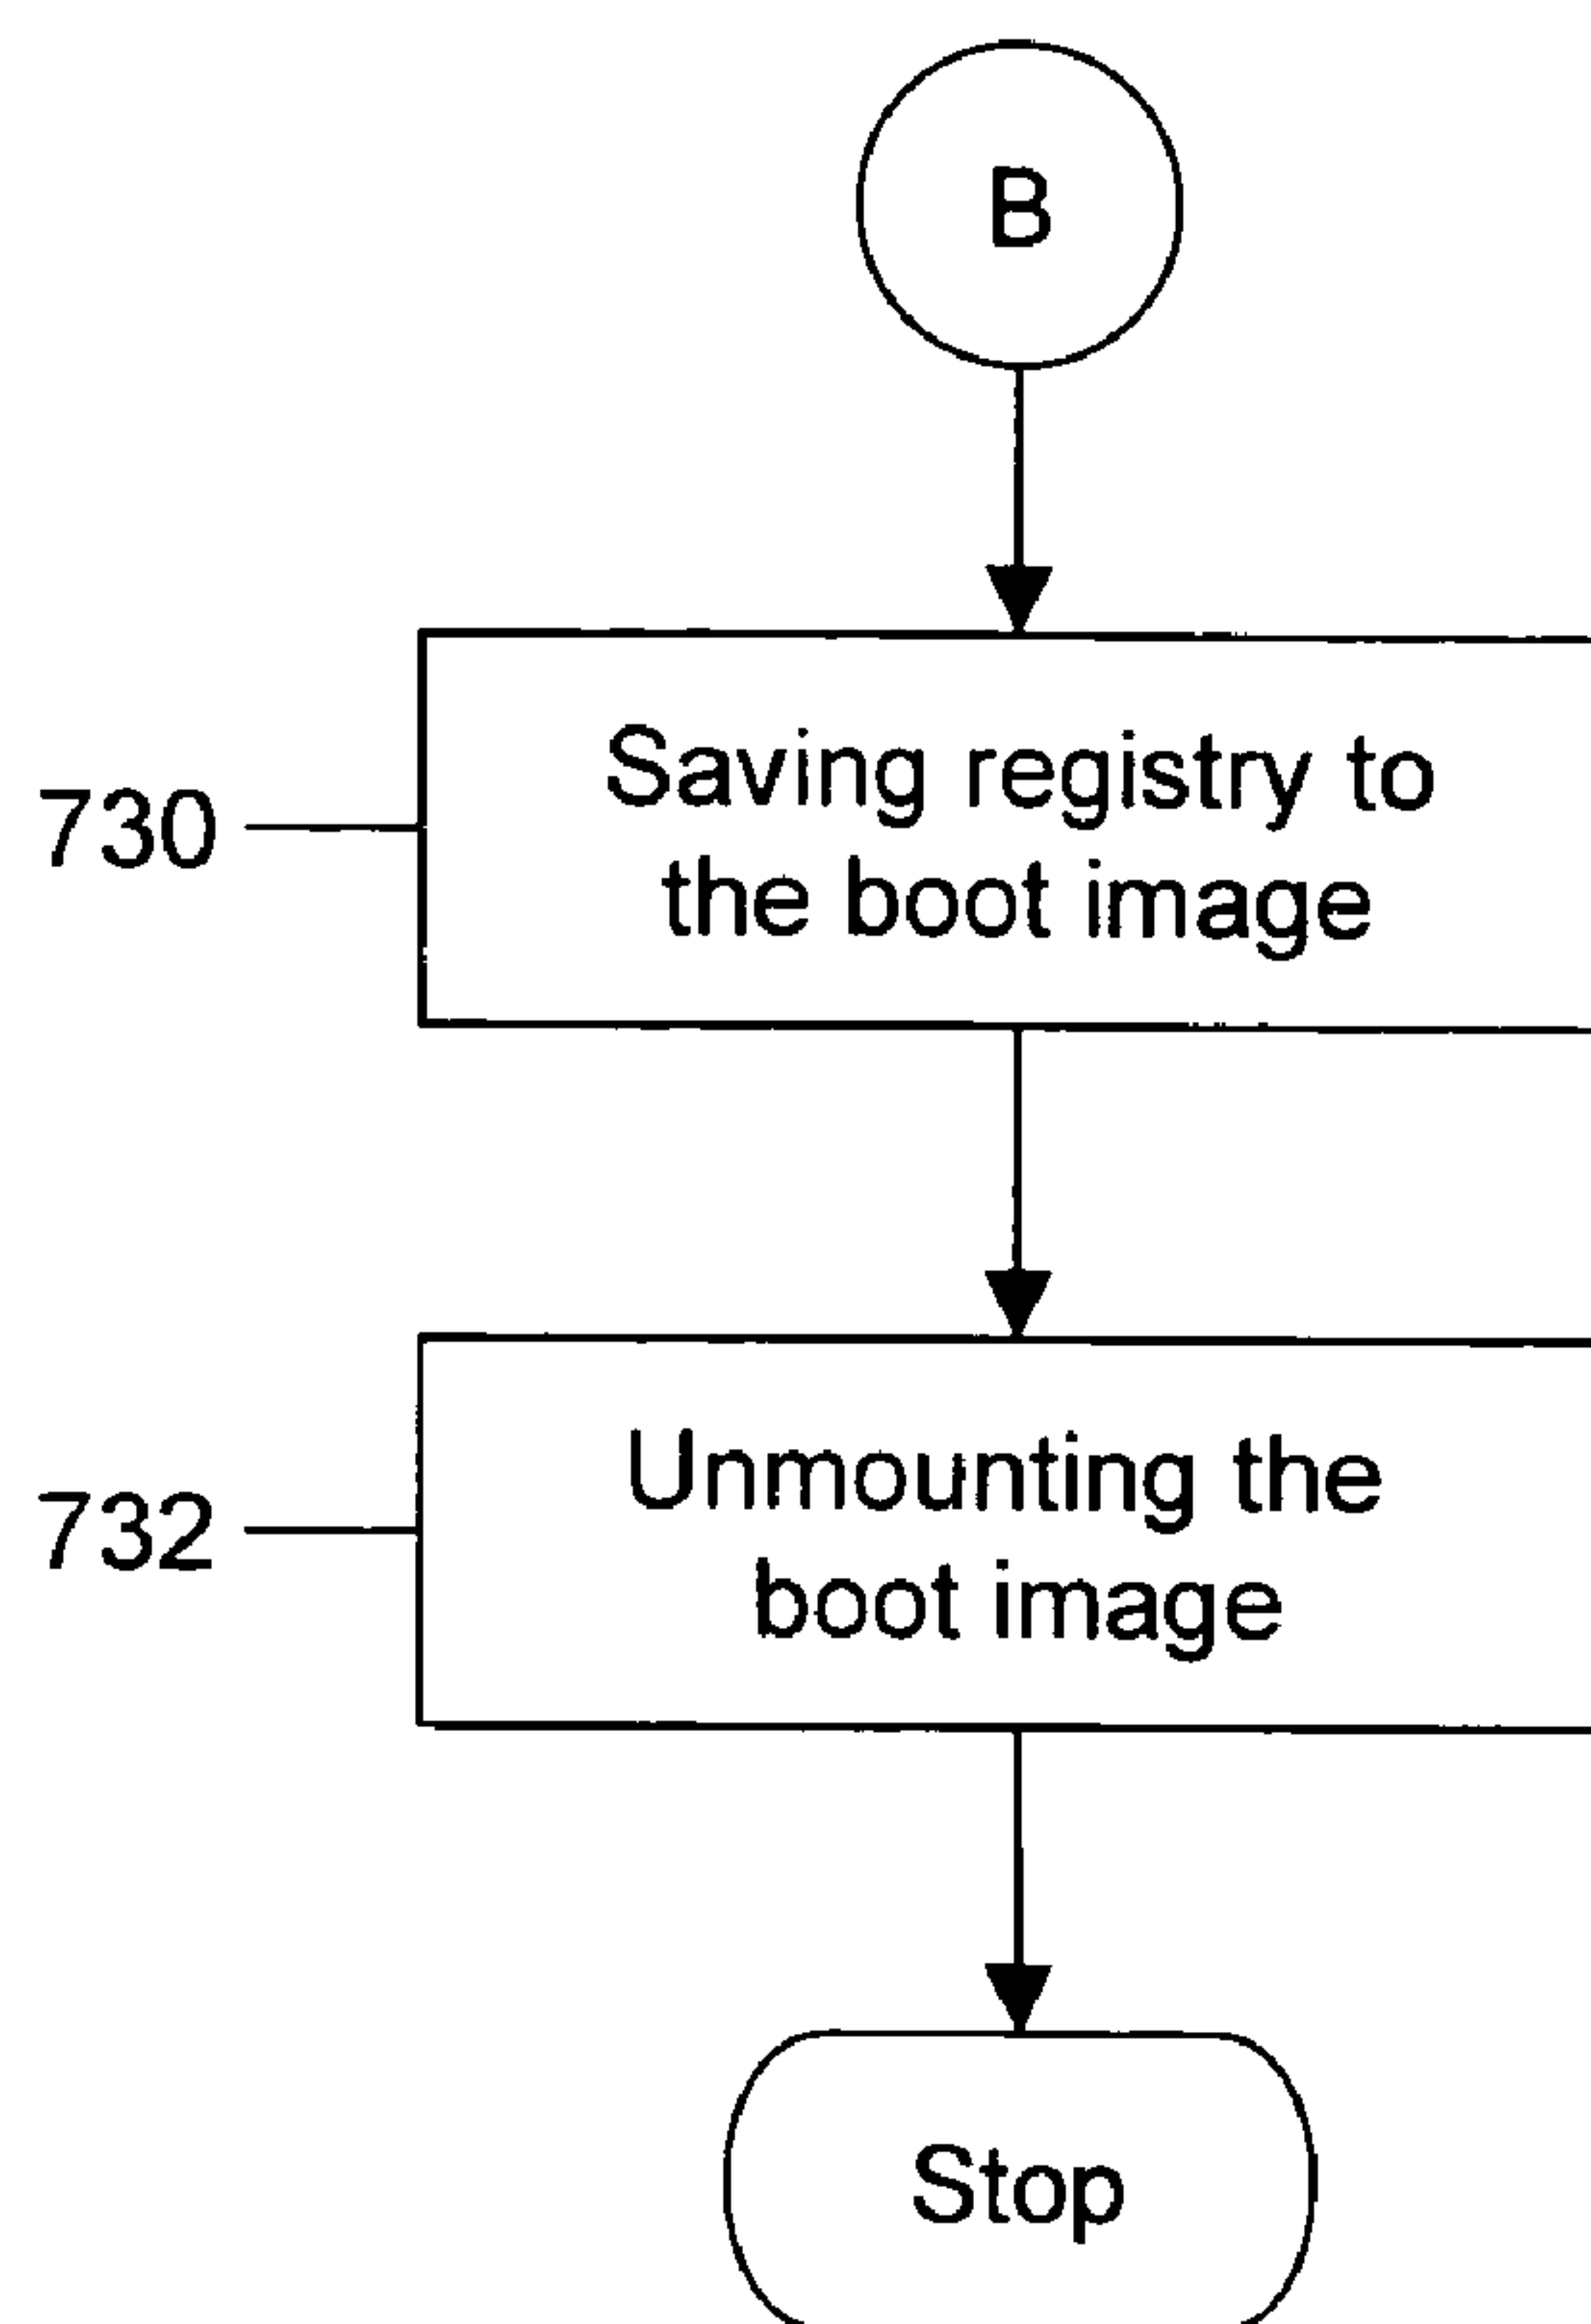 B
730
Saving registry to
the boot image
732
Unmounting the
boot image
Stop